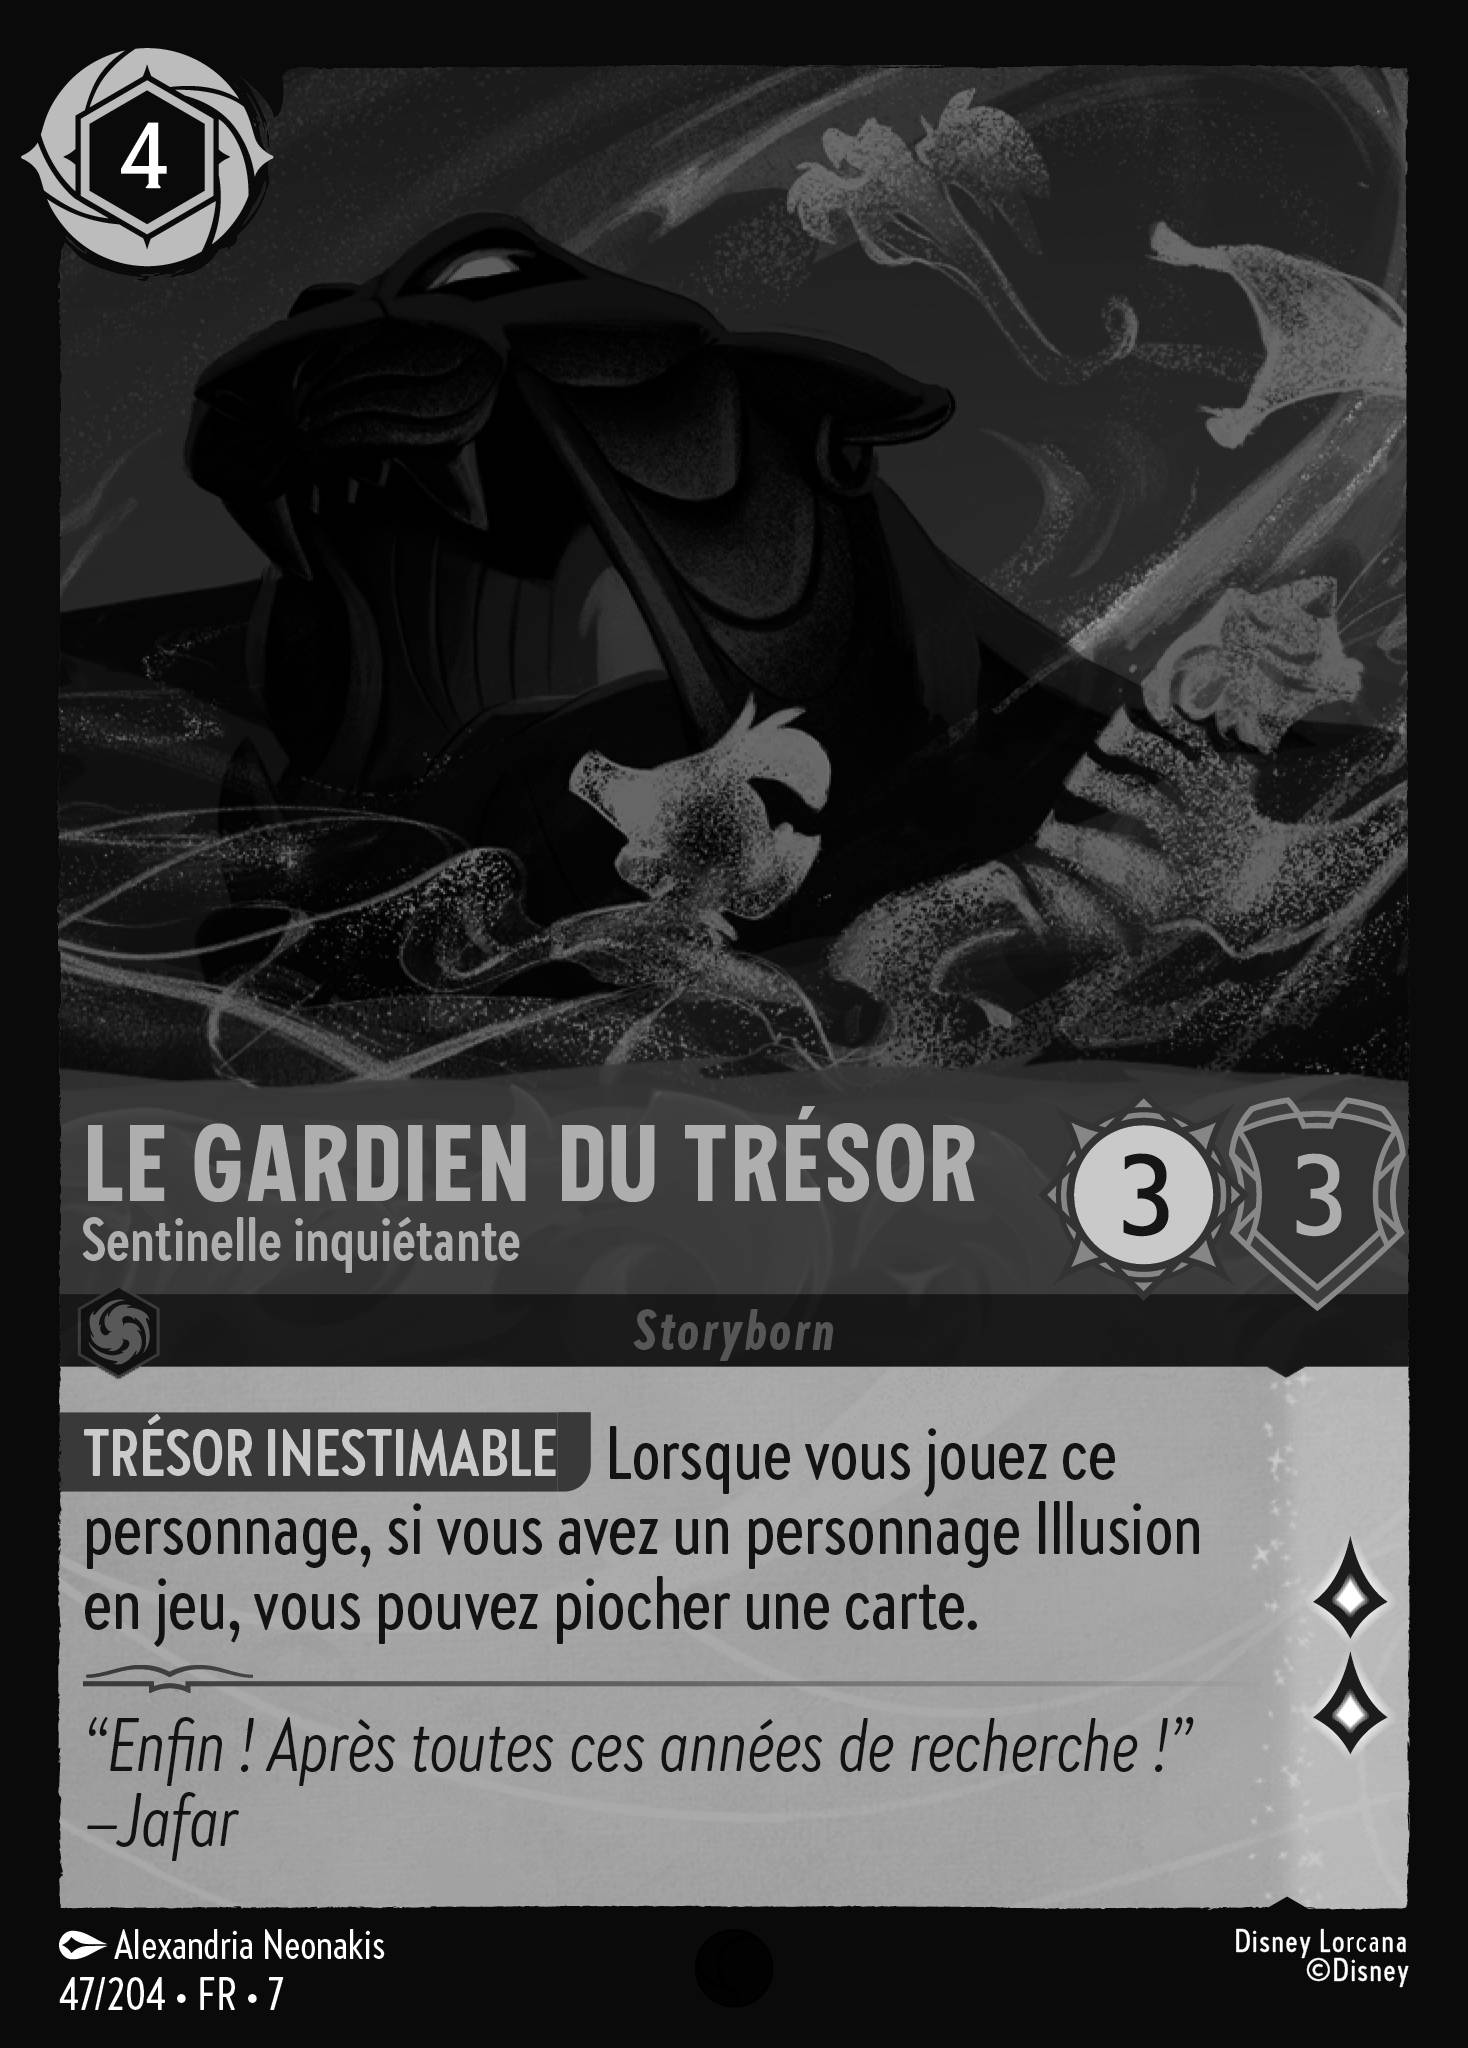 4
LE GARDIEN DU TRÉSOR
3
3
Sentinelle inquiétante
Storyborn
TRÉSOR INESTIMABLE Lorsque vous jouez ce
personnage, si vous avez un personnage Illusion
en jeu, vous pouvez piocher une carte.
“Enfin ! Après toutes ces années de recherche !”
–Jafar
Alexandria Neonakis
47/204 • FR • 7
Disney Lorcana
©Disney